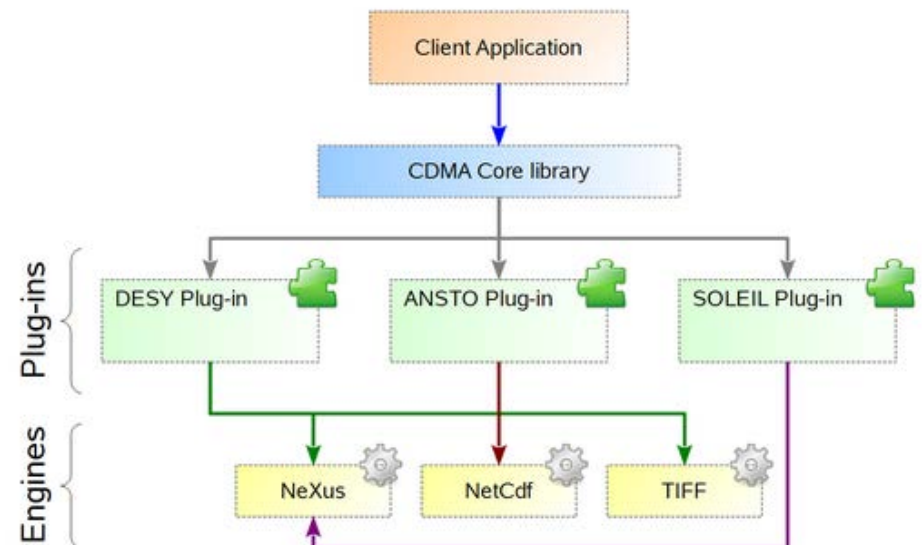 Client Application
CDMA Core library
Plug-ins
DESY Plug-in
ANSTO Plug-in
SOLEIL Plug-in
Engines
NeXus
NetCdf
TIFF